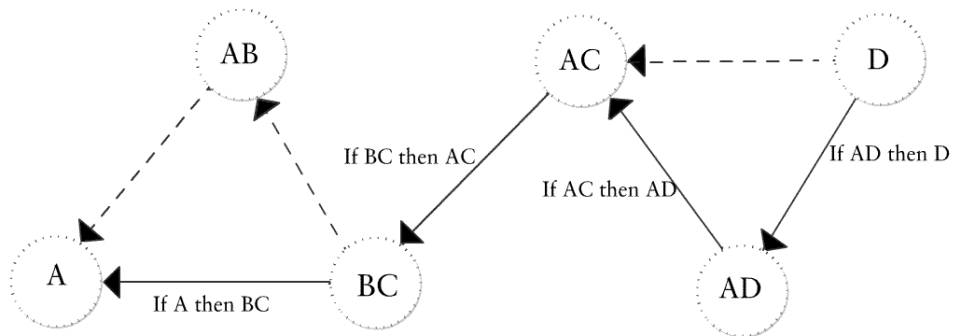 AB
AC
D
If BC then AC
If AD then D
If AC then AD
A
If A then BC
BC
AD